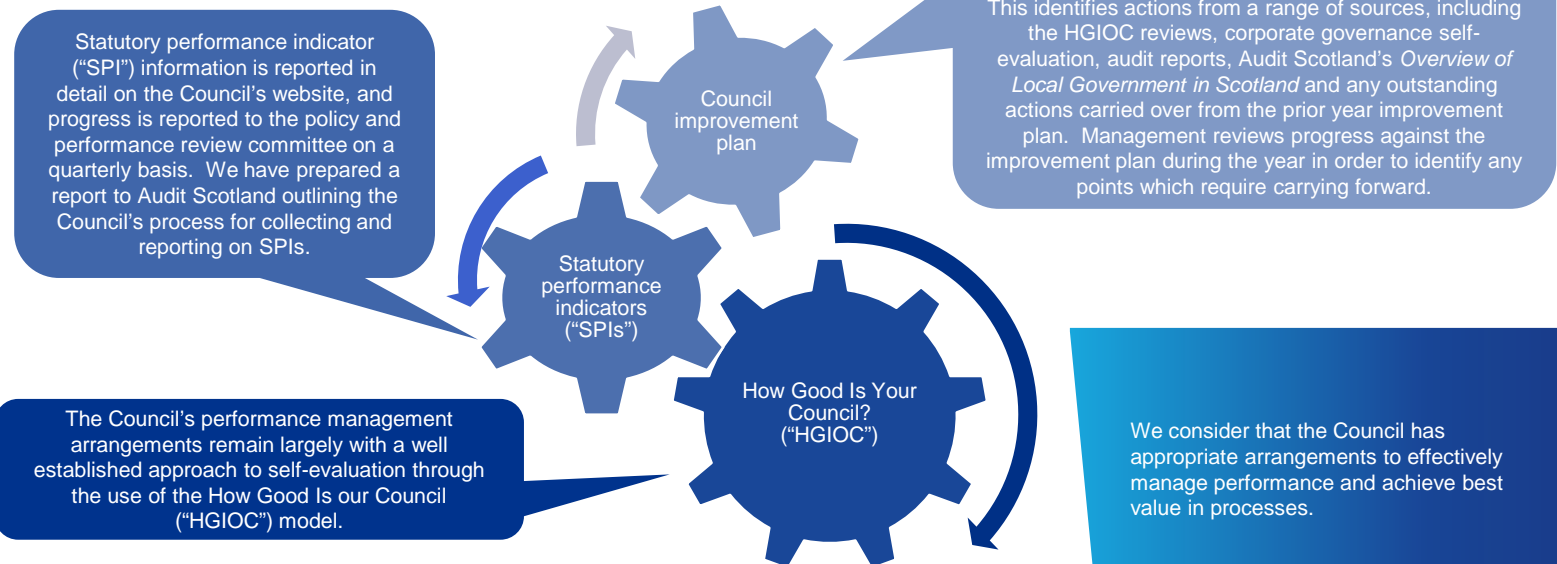 Statutory performance indicator
(“SPI”) information is reported in
detail on the Council’s website, and
progress is reported to the policy and
performance review committee on a
quarterly basis.  We have prepared a
report to Audit Scotland outlining the
Council’s process for collecting and
reporting on SPIs.
Council
improvement
plan
This identifies actions from a range of sources, including
the HGIOC reviews, corporate governance self-
evaluation, audit reports, Audit Scotland’s Overview of
Local Government in Scotland and any outstanding
actions carried over from the prior year improvement
plan.  Management reviews progress against the
improvement plan during the year in order to identify any
points which require carrying forward.
Statutory
performance
indicators
(“SPIs”)
How Good Is Your
Council?
(“HGIOC”)
The Council’s performance management
arrangements remain largely with a well
established approach to self-evaluation through
the use of the How Good Is our Council
(“HGIOC”) model.
We consider that the Council has
appropriate arrangements to effectively
manage performance and achieve best
value in processes.